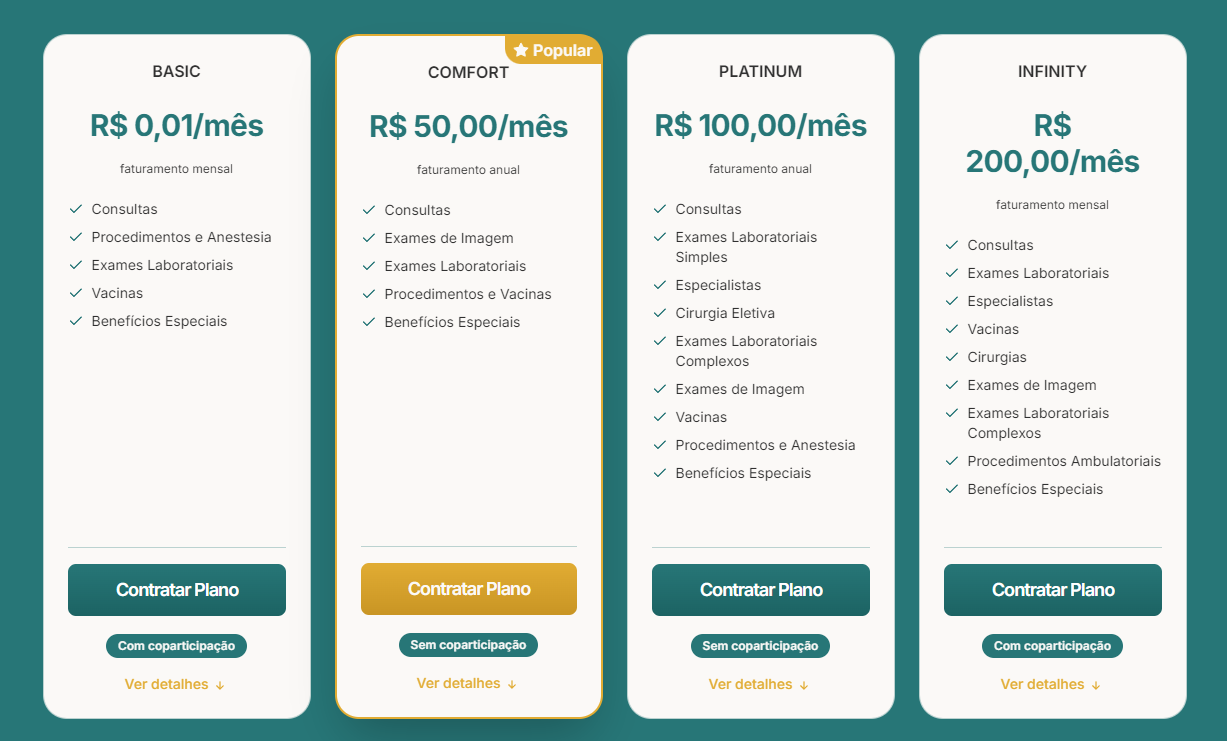 BASIC
R$ 0,01/mês
faturamento mensal
Consultas
Procedimentos e Anestesia
Exames Laboratoriais
Vacinas
Benefícios Especiais
Contratar Plano
Com coparticipação
Ver detalhes ↓
Popular
COMFORT
R$ 50,00/mês
faturamento anual
Consultas
Exames de Imagem
Exames Laboratoriais
Procedimentos e Vacinas
Benefícios Especiais
Contratar Plano
Sem coparticipação
Ver detalhes ↓
PLATINUM
R$ 100,00/mês
faturamento anual
Consultas
Exames Laboratoriais
Simples
Especialistas
Cirurgia Eletiva
Exames Laboratoriais
Complexos
Exames de Imagem
Vacinas
Procedimentos e Anestesia
Benefícios Especiais
Contratar Plano
Sem coparticipação
Ver detalhes ↓
INFINITY
R$
200,00/mês
faturamento mensal
Consultas
Exames Laboratoriais
Especialistas
Vacinas
Cirurgias
Exames de Imagem
Exames Laboratoriais
Complexos
Procedimentos Ambulatoriais
Benefícios Especiais
Contratar Plano
Com coparticipação
Ver detalhes ↓